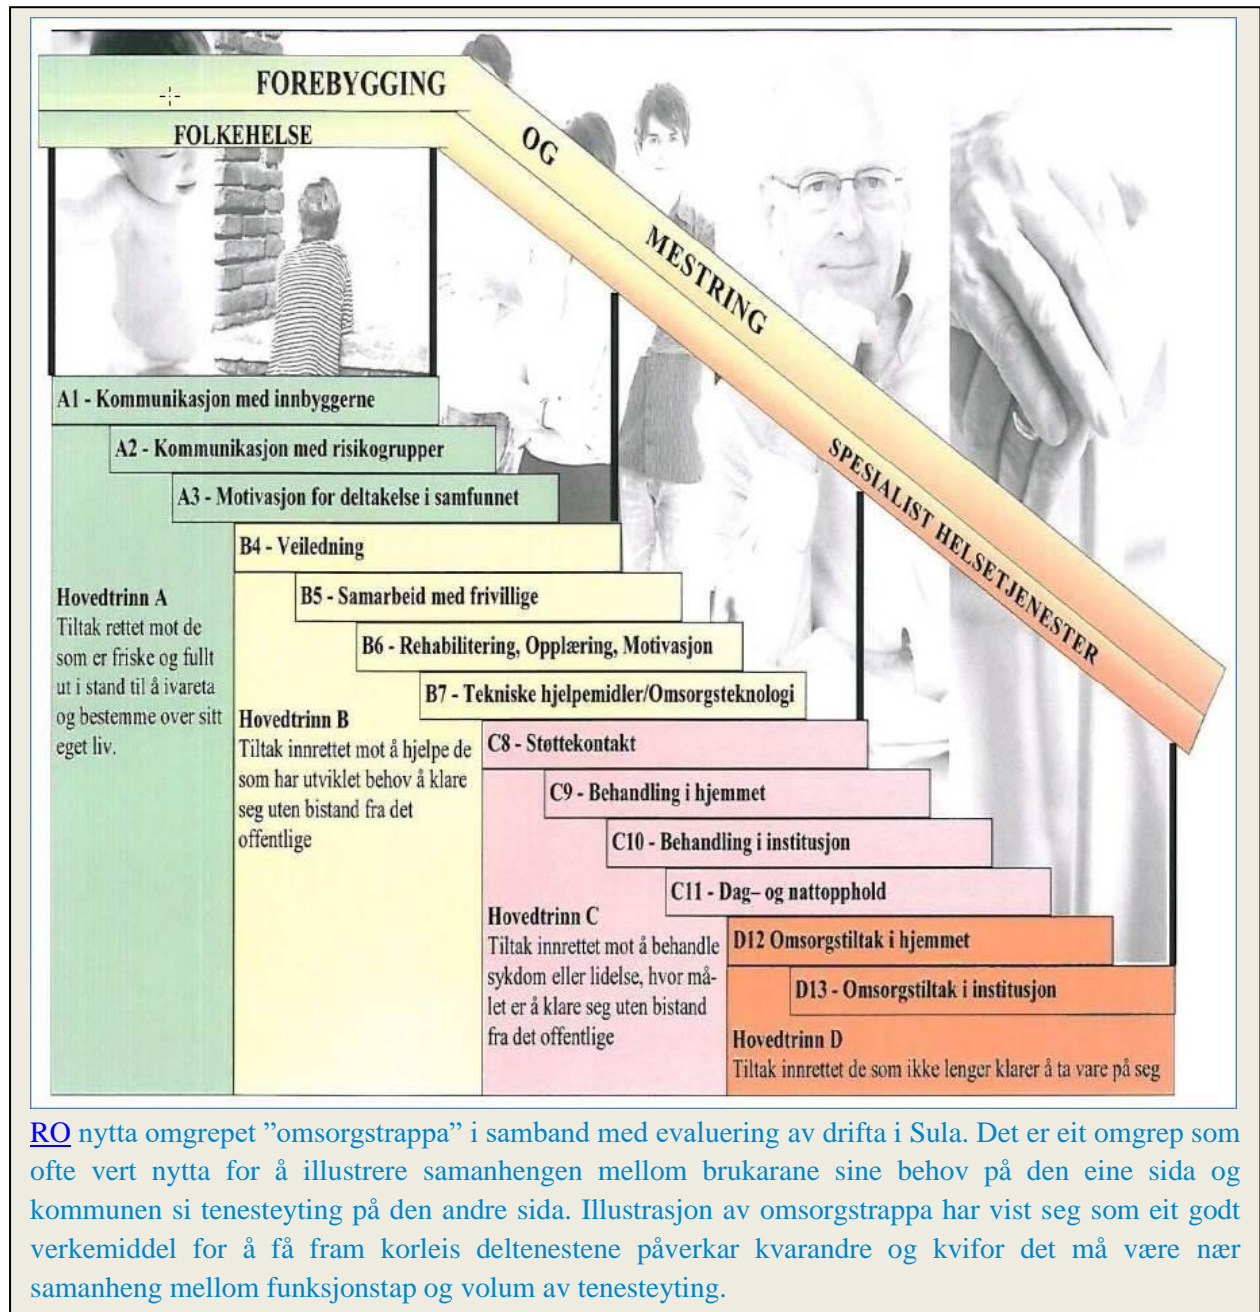 FOREBYGGING
OG
MESTRING
FOLKEHELSE
SPESIALIST HELSETJENESTER
A1 - Kommunikasjon med innbyggerne
A2 - Kommunikasjon med risikogrupper
A3 - Motivasjon for deltakelse i samfunnet
B4 - Veiledning
B5 - Samarbeid med frivillige
B6 - Rehabilitering, Opplæring, Motivasjon
B7 - Tekniske hjelpemidler/Omsorgsteknologi
C8 - Støttekontakt
C9 - Behandling i hjemmet
C10 - Behandling i institusjon
C11 - Dag– og nattopphold
D12 Omsorgstiltak i hjemmet
D13 - Omsorgstiltak i institusjon
Hovedtrinn A
Tiltak rettet mot de
som er friske og fullt
ut i stand til å ivareta
og bestemme over sitt
eget liv.
Hovedtrinn B
Tiltak innrettet mot å hjelpe de
som har utviklet behov å klare
seg uten bistand fra det
offentlige
Hovedtrinn C
Tiltak innrettet mot å behandle
sykdom eller lidelse, hvor må-
let er å klare seg uten bistand
fra det offentlige
Hovedtrinn D
Tiltak innrettet de som ikke lenger klarer å ta vare på seg
RO nytta omgrepet ”omsorgstrappa” i samband med evaluering av drifta i Sula. Det er eit omgrep som
ofte vert nytta for å illustrere samanhengen mellom brukarane sine behov på den eine sida og
kommunen si tenesteyting på den andre sida. Illustrasjon av omsorgstrappa har vist seg som eit godt
verkemiddel for å få fram korleis deltenestene påverkar kvarandre og kvifor det må være nær
samanheng mellom funksjonstap og volum av tenesteyting.